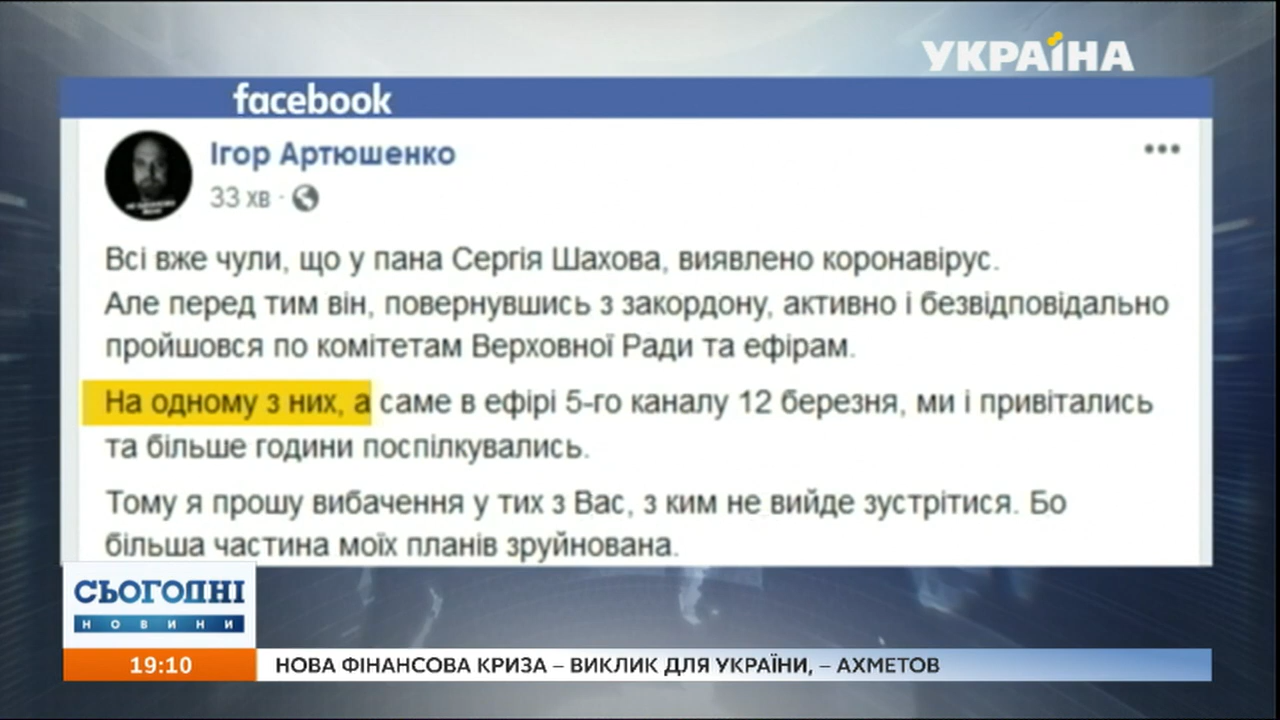 УКРАЇНА
facebook
Ігор Артюшенко
33 хв ·
Всі вже чули, що у пана Сергія Шахова, виявлено коронавірус.
Але перед тим він, повернувшись з закордону, активно і безвідповідально
пройшовся по комітетам Верховної Ради та ефірам.
На одному з них, а саме в ефірі 5-го каналу 12 березня, ми і привітались
та більше години поспілкувались.
Тому я прошу вибачення у тих з Вас, з ким не вийде зустрітися. Бо
більша частина моїх планів зруйнована.
СЬОГОДНІ
НОВИНИ
19:10
НОВА ФІНАНСОВА КРИЗА – ВИКЛИК ДЛЯ УКРАЇНИ, – АХМЕТОВ